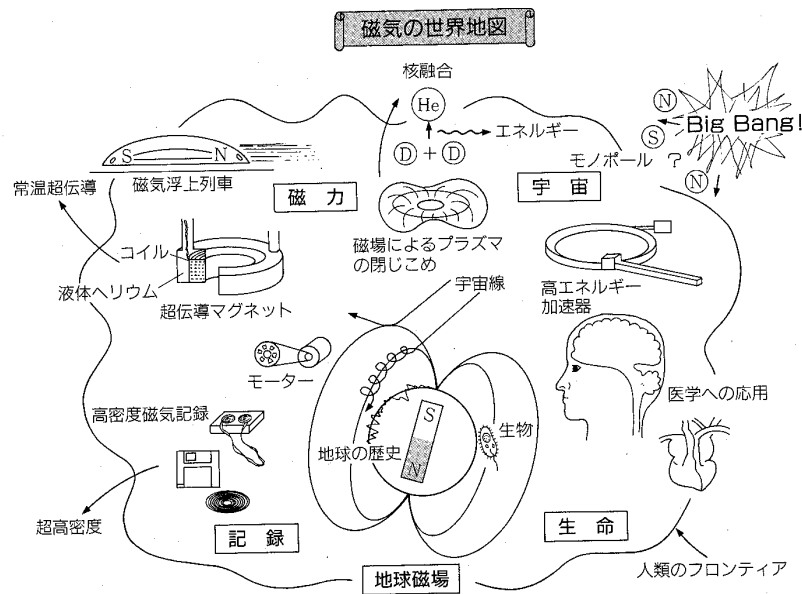 磁気の世界地図
核融合
He
エネルギー
D + D
N
S
N
Big Bang!
モノポール ?
S N
磁気浮上列車
常温超伝導
磁力
宇宙
コイル
液体ヘリウム
超伝導マグネット
磁場によるプラズマ
の閉じこめ
高エネルギー
加速器
宇宙線
モーター
医学への応用
高密度磁気記録
S
N
地球の歴史
生物
超高密度
記録
生命
地球磁場
人類のフロンティア